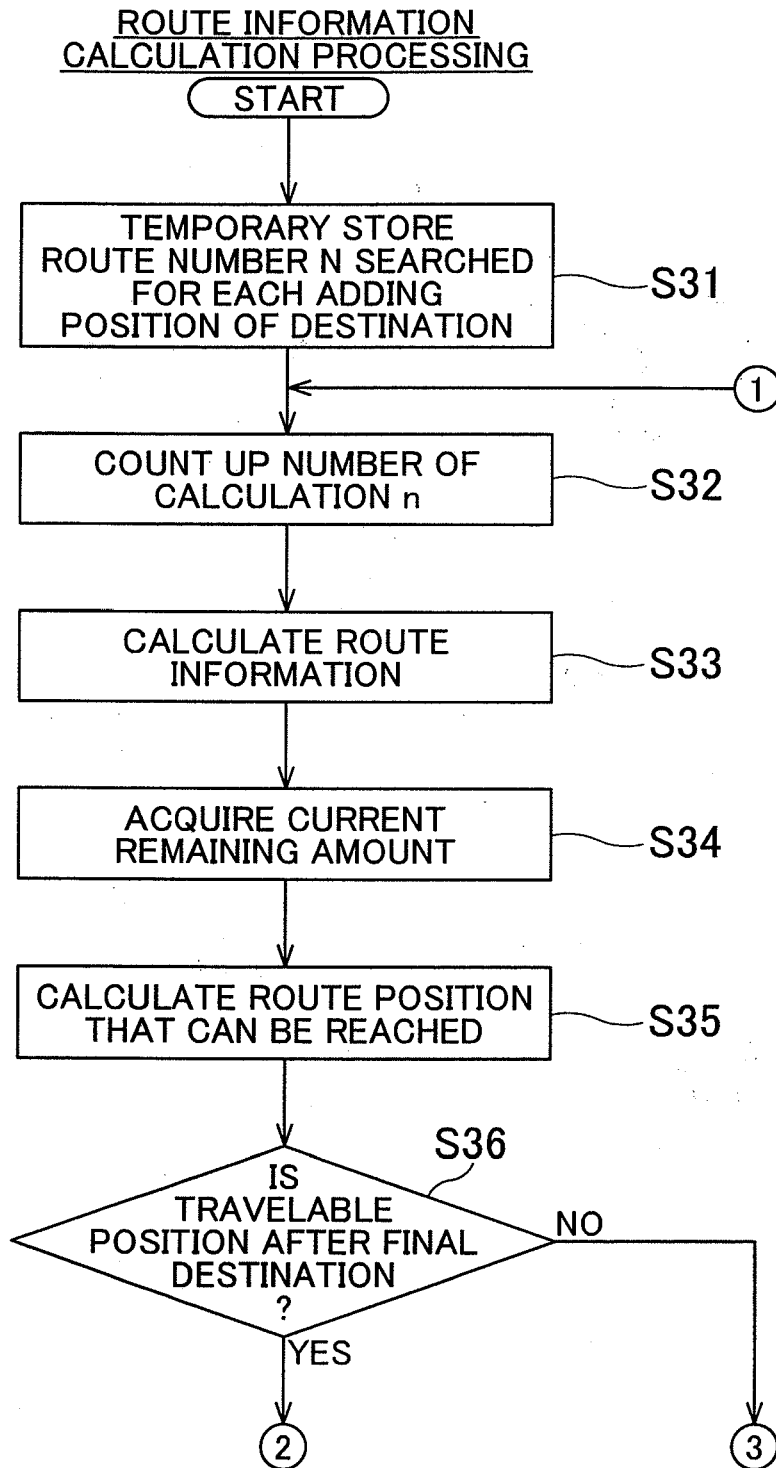 ROUTE INFORMATION
CALCULATION PROCESSING
START
TEMPORARY STORE
ROUTE NUMBER N SEARCHED
FOR EACH ADDING
POSITION OF DESTINATION
S31
1
COUNT UP NUMBER OF
CALCULATION n
S32
CALCULATE ROUTE
INFORMATION
S33
ACQUIRE CURRENT
REMAINING AMOUNT
S34
CALCULATE ROUTE POSITION
THAT CAN BE REACHED
S35
S36
IS
TRAVELABLE
POSITION AFTER FINAL
DESTINATION
?
NO
YES
2
3